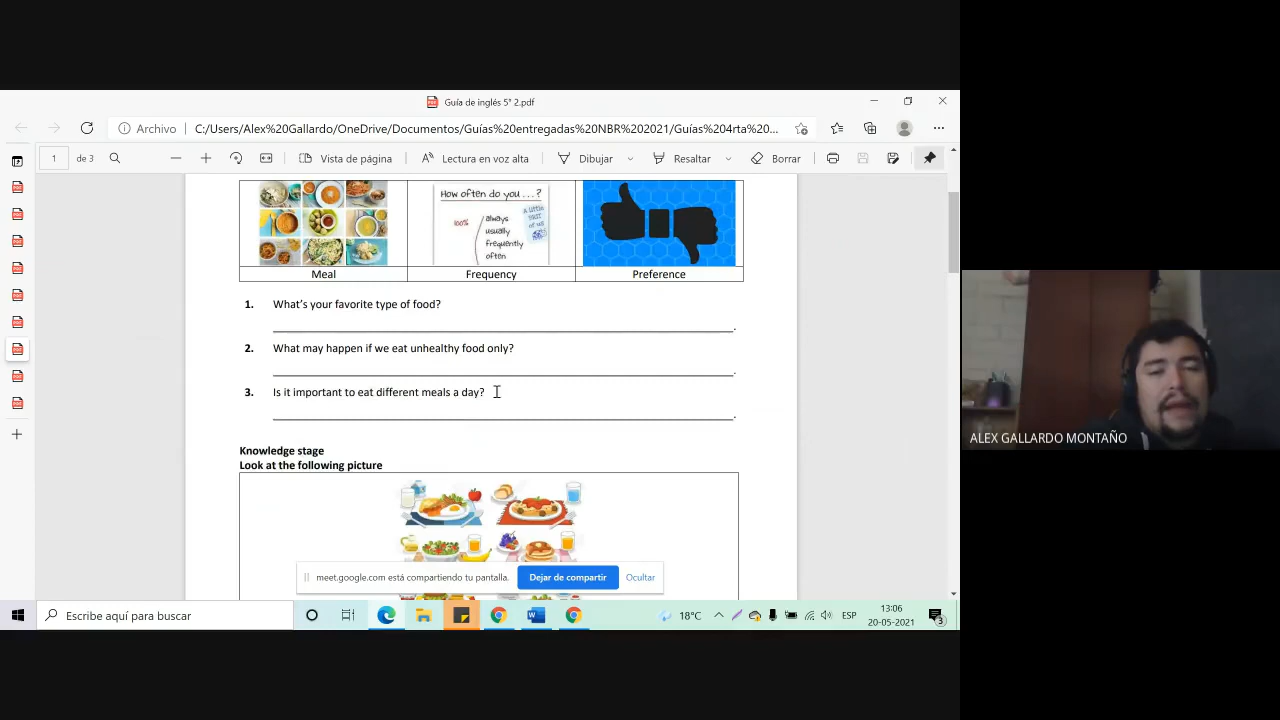 Guía de inglés 5° 2.pdf
Archivo
C:/Users/Alex%20Gallardo/OneDrive/Documentos/Guías%20entregadas%20NBR%202021/Guías%204rta%20...
1 de 3
Vista de página
Lectura en voz alta
Dibujar
Resaltar
Borrar
How often do you ...?
100%
always
usually
frequently
often
Meal
Frequency
Preference
1. What's your favorite type of food?
2. What may happen if we eat unhealthy food only?
3. Is it important to eat different meals a day?
Knowledge stage
Look at the following picture
meet.google.com está compartiendo tu pantalla.
Dejar de compartir
Ocultar
ALEX GALLARDO MONTAÑO
Escribe aquí para buscar
18°C
ESP
13:06
20-05-2021
3